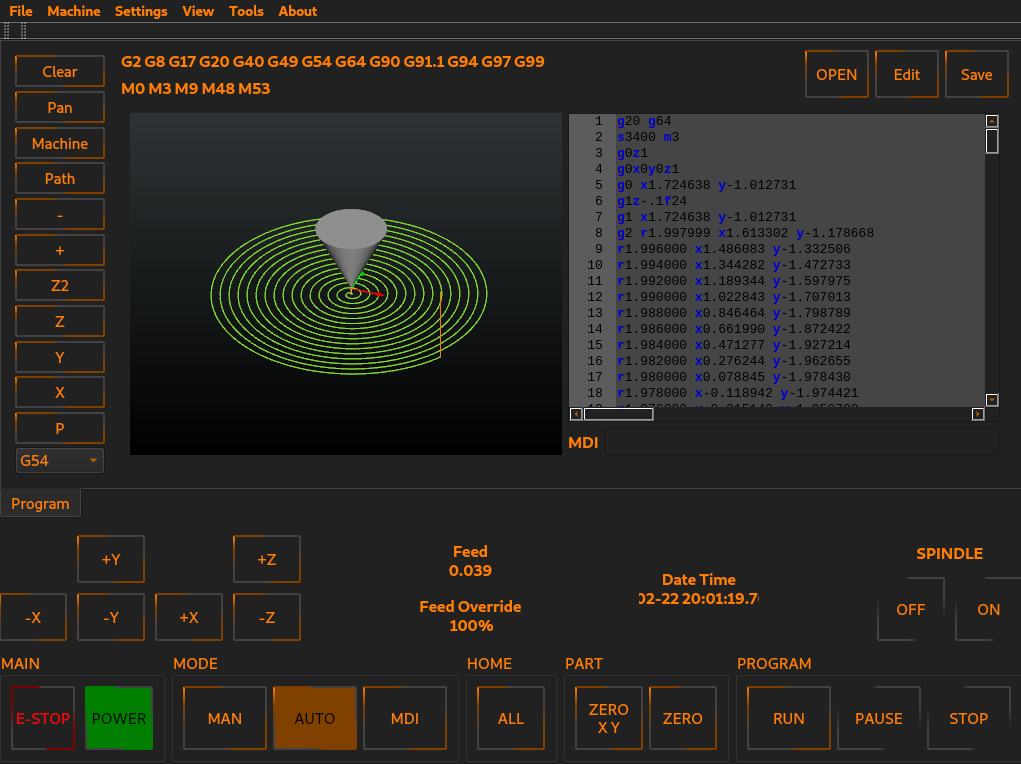 File Machine Settings View Tools About
Clear
Pan
Machine
Path
-
+
Z2
Z
Y
X
P
G54
G2 G8 G17 G20 G40 G49 G54 G64 G90 G91.1 G94 G97 G99
M0 M3 M9 M48 M53
OPEN Edit Save
1 g20 g64
2 s3400 m3
3 g0z1
4 g0x0y0z1
5 g0 x1.724638 y-1.012731
6 g1z-.1f24
7 g1 x1.724638 y-1.012731
8 g2 r1.997999 x1.613302 y-1.178668
9 r1.996000 x1.486083 y-1.332506
10 r1.994000 x1.344282 y-1.472733
11 r1.992000 x1.189344 y-1.597975
12 r1.990000 x1.022843 y-1.707013
13 r1.988000 x0.846464 y-1.798789
14 r1.986000 x0.661990 y-1.872422
15 r1.984000 x0.471277 y-1.927214
16 r1.982000 x0.276244 y-1.962655
17 r1.980000 x0.078845 y-1.978430
18 r1.978000 x-0.118942 y-1.974421
MDI
Program
+Y +Z
-X -Y +X -Z
Feed
0.039
Feed Override
100%
Date Time
02-22 20:01:19.7
SPINDLE
OFF ON
MAIN MODE HOME PART PROGRAM
E-STOP POWER MAN AUTO MDI ALL ZERO X Y ZERO RUN PAUSE STOP